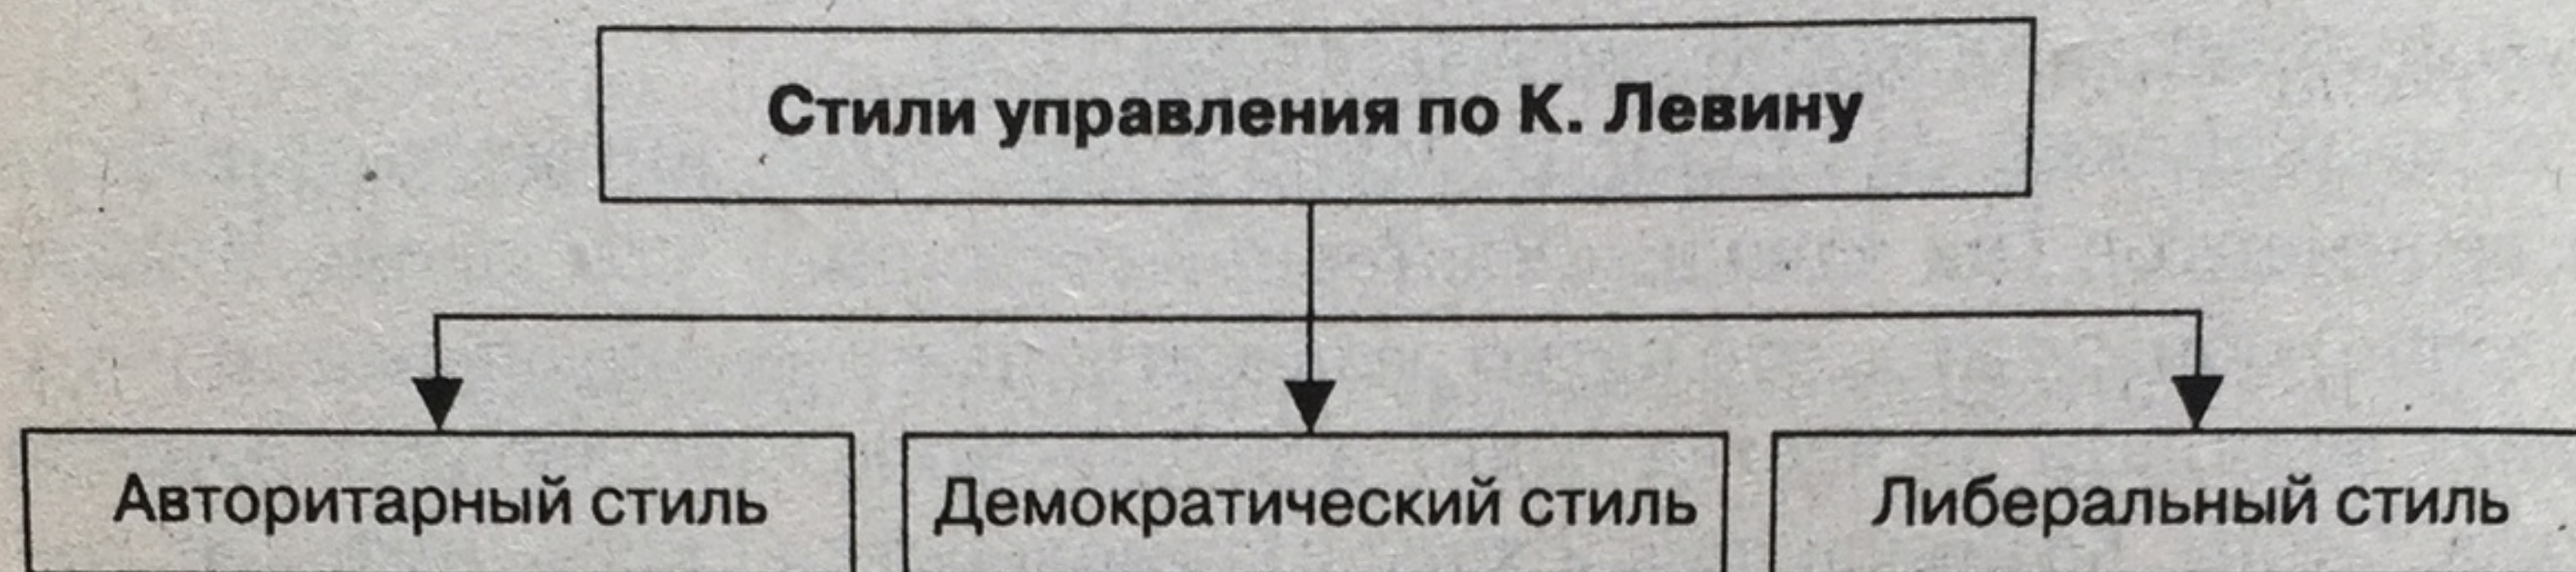 Стили управления по К. Левину
Авторитарный стиль
Демократический стиль
Либеральный стиль